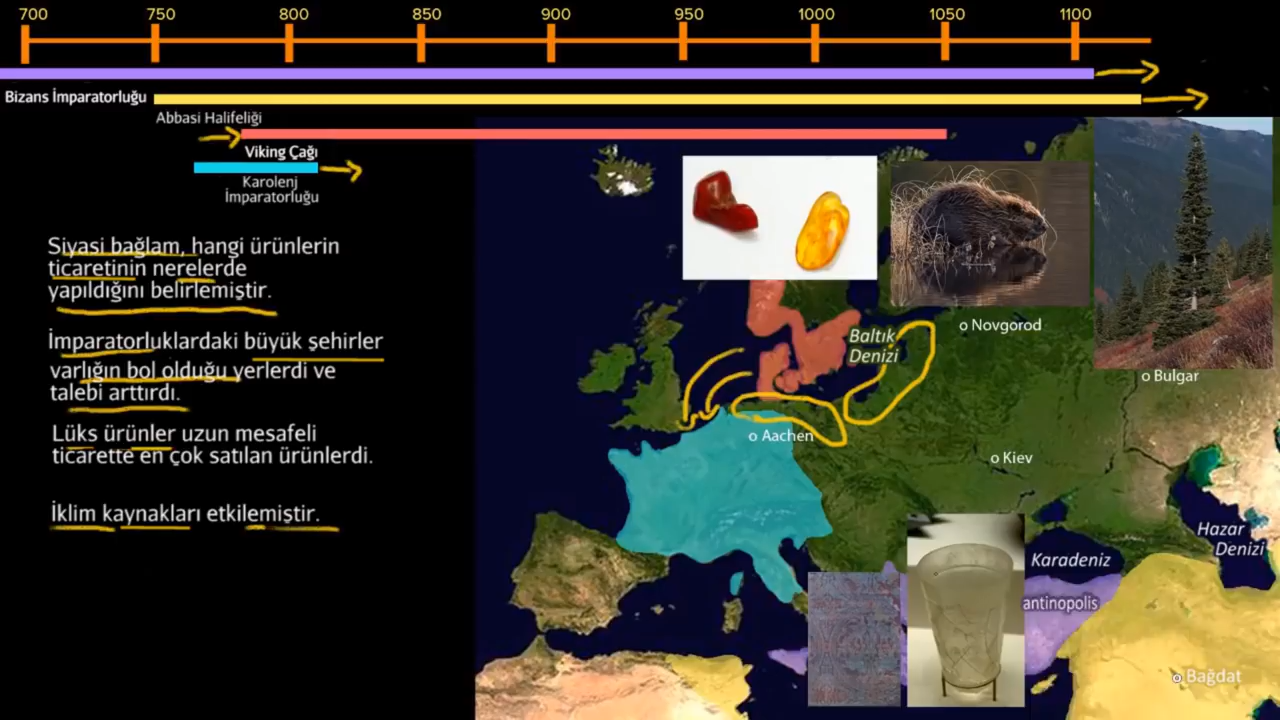 700 750 800 850 900 950 1000 1050 1100
Bizans İmparatorluğu
Abbasi Halifeliği
Viking Çağı
Karolenj
İmparatorluğu
Siyasi bağlam, hangi ürünlerin
ticaretinin nerelerde
yapıldığını belirlemiştir.
İmparatorluklardaki büyük şehirler
varlığın bol olduğu yerlerdi ve
talebi arttırdı.
Lüks ürünler uzun mesafeli
ticarette en çok satılan ürünlerdi.
İklim kaynakları etkilemiştir.
Baltık
Denizi
Novgorod
Bulgar
Aachen
Kiev
Hazar
Denizi
Karadeniz
antinopolis
Bağdat